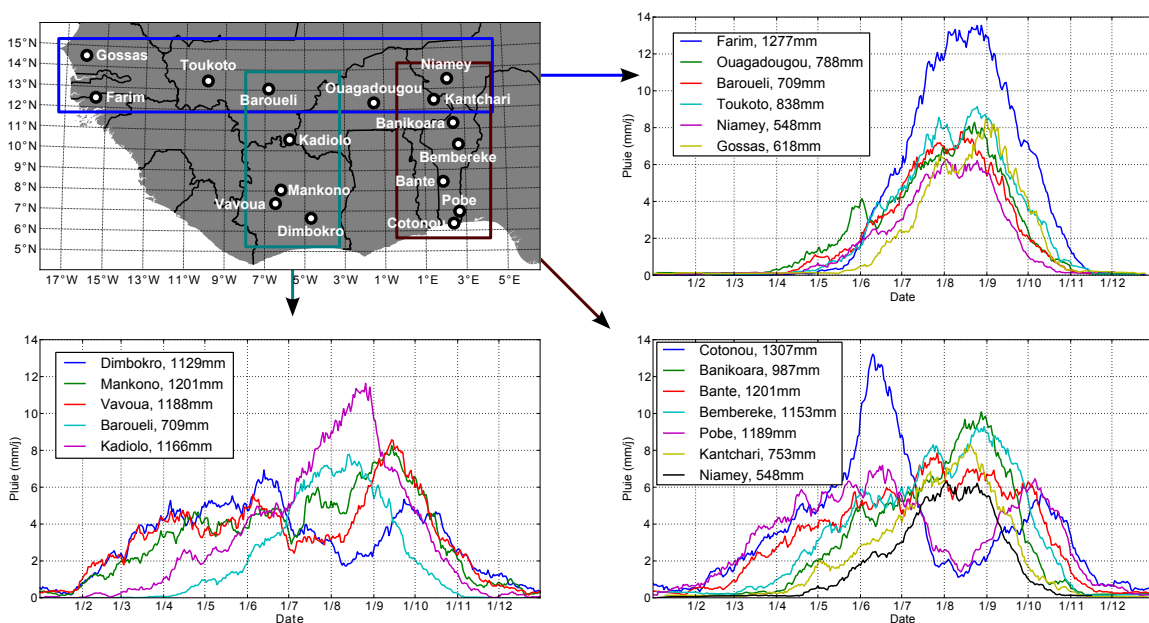 15°N
14°N
13°N
12°N
11°N
10°N
9°N
8°N
7°N
6°N
5°N
17°W 15°W 13°W 11°W 9°W 7°W 5°W 3°W 1°W 1°E 3°E 5°E
Gossas
Toukoto
Niamey
Farim
Baroueli
Ouagadougou
Kantchari
Banikoara
Kadiolo
Bembereke
Bante
Mankono
Vavoua
Pobe
Dimbokro
Cotonou
Pluie (mm/j)
14
12
10
8
6
4
2
0
Farim, 1277mm
Ouagadougou, 788mm
Baroueli, 709mm
Toukoto, 838mm
Niamey, 548mm
Gossas, 618mm
1/2 1/3 1/4 1/5 1/6 1/7 1/8 1/9 1/10 1/11 1/12
Date
Pluie (mm/j)
14
12
10
8
6
4
2
0
Dimbokro, 1129mm
Mankono, 1201mm
Vavoua, 1188mm
Baroueli, 709mm
Kadiolo, 1166mm
1/2 1/3 1/4 1/5 1/6 1/7 1/8 1/9 1/10 1/11 1/12
Date
Pluie (mm/j)
14
12
10
8
6
4
2
0
Cotonou, 1307mm
Banikoara, 987mm
Bante, 1201mm
Bembereke, 1153mm
Pobe, 1189mm
Kantchari, 753mm
Niamey, 548mm
1/2 1/3 1/4 1/5 1/6 1/7 1/8 1/9 1/10 1/11 1/12
Date